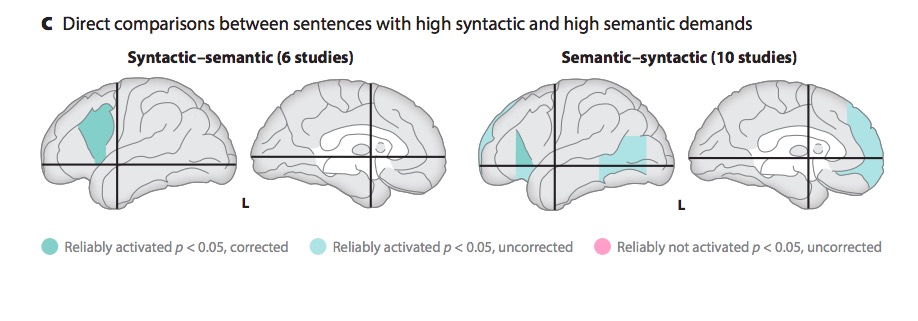 C Direct comparisons between sentences with high syntactic and high semantic demands
Syntactic–semantic (6 studies)
Semantic–syntactic (10 studies)
L
L
Reliably activated p < 0.05, corrected
Reliably activated p < 0.05, uncorrected
Reliably not activated p < 0.05, uncorrected